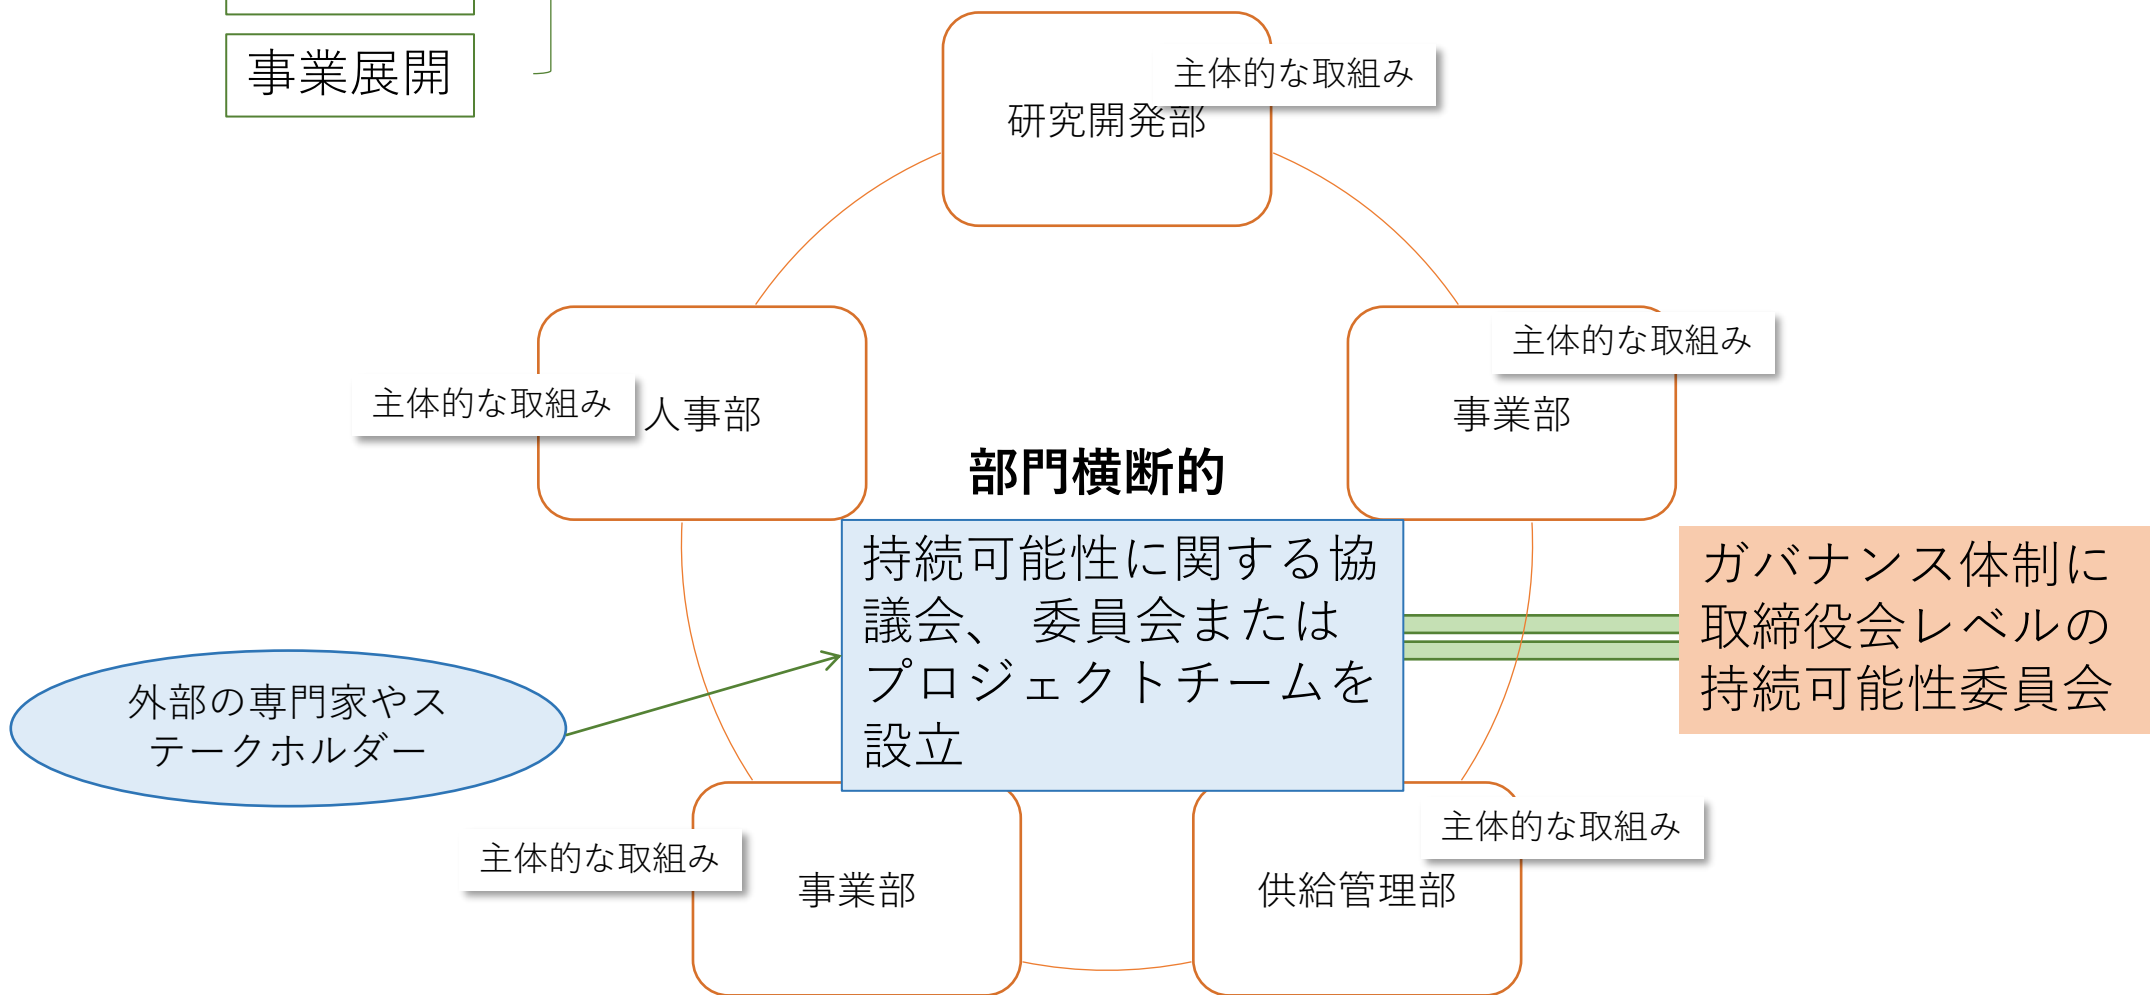 事業展開
主体的な取組み
研究開発部
主体的な取組み
事業部
主体的な取組み
人事部
部門横断的
持続可能性に関する協
議会、 委員会または
プロジェクトチームを
設立
ガバナンス体制に
取締役会レベルの
持続可能性委員会
外部の専門家やス
テークホルダー
主体的な取組み
事業部
主体的な取組み
供給管理部